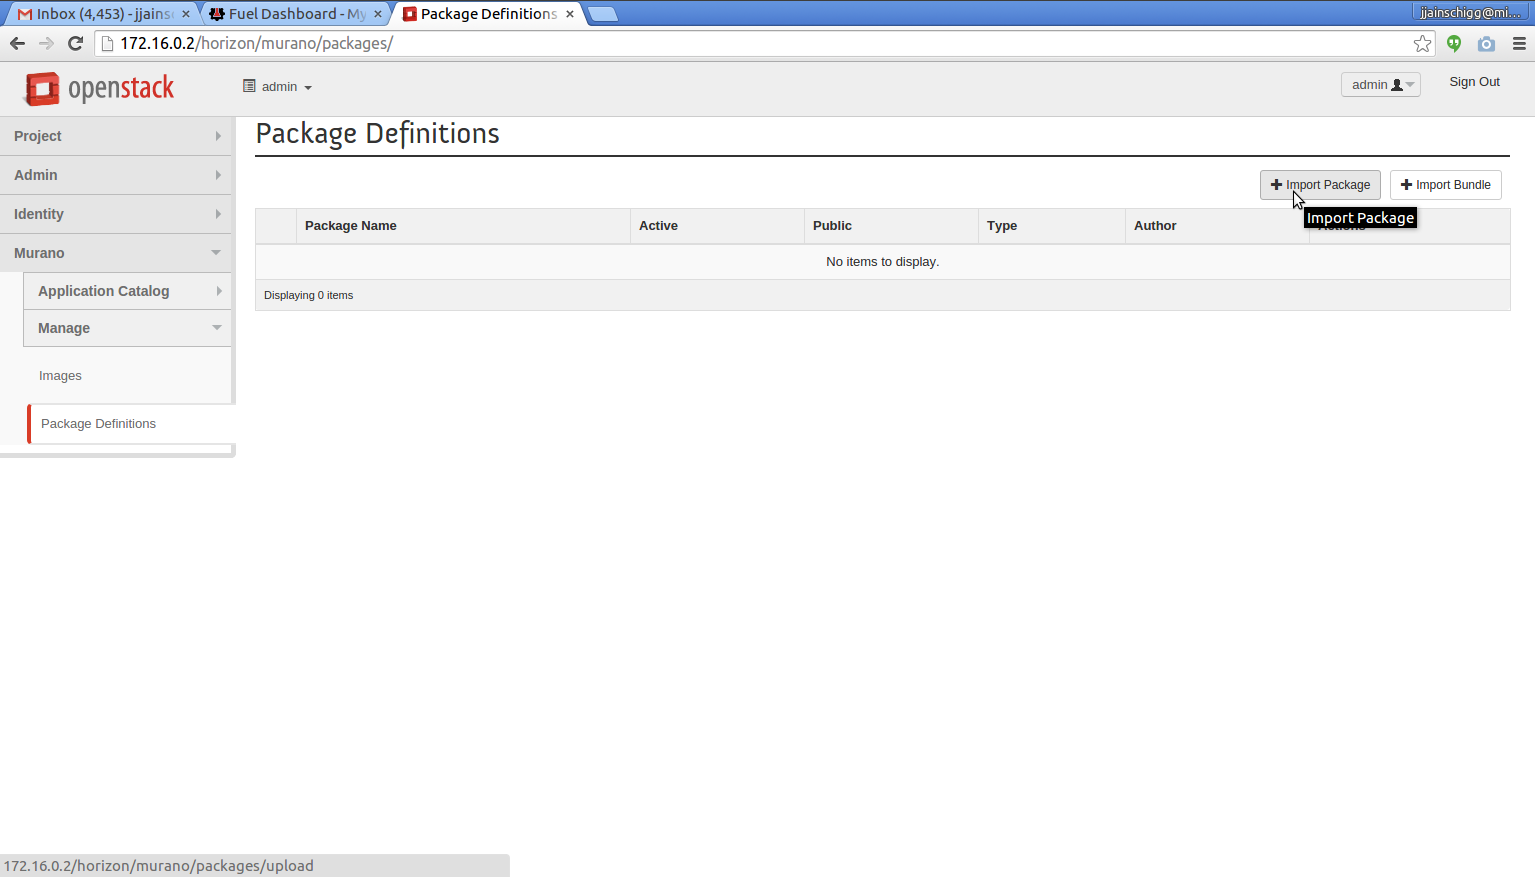 Inbox (4,453) - jjains
Fuel Dashboard - My
Package Definitions
jjainschigg@mi...
172.16.0.2/horizon/murano/packages/
openstack
admin
admin
Sign Out
Project
Admin
Identity
Murano
Application Catalog
Manage
Images
Package Definitions
Package Definitions
Import Package
Import Bundle
Import Package
Package Name Active Public Type Author Actions
No items to display.
Displaying 0 items
172.16.0.2/horizon/murano/packages/upload